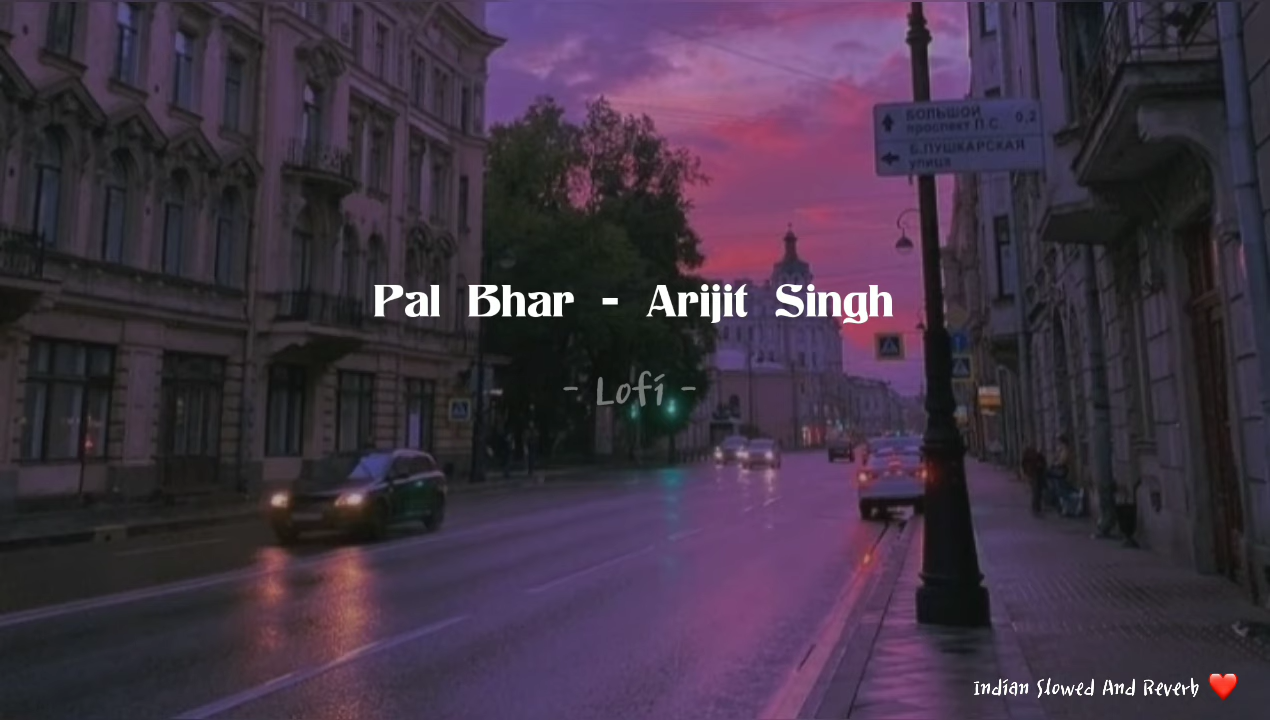 БОЛЬШОЙ 0,2
проспект П.С.
Б.ПУШКАРСКАЯ
улица
Pal Bhar - Arijit Singh
- Lofi -
Indian Slowed And Reverb ❤️